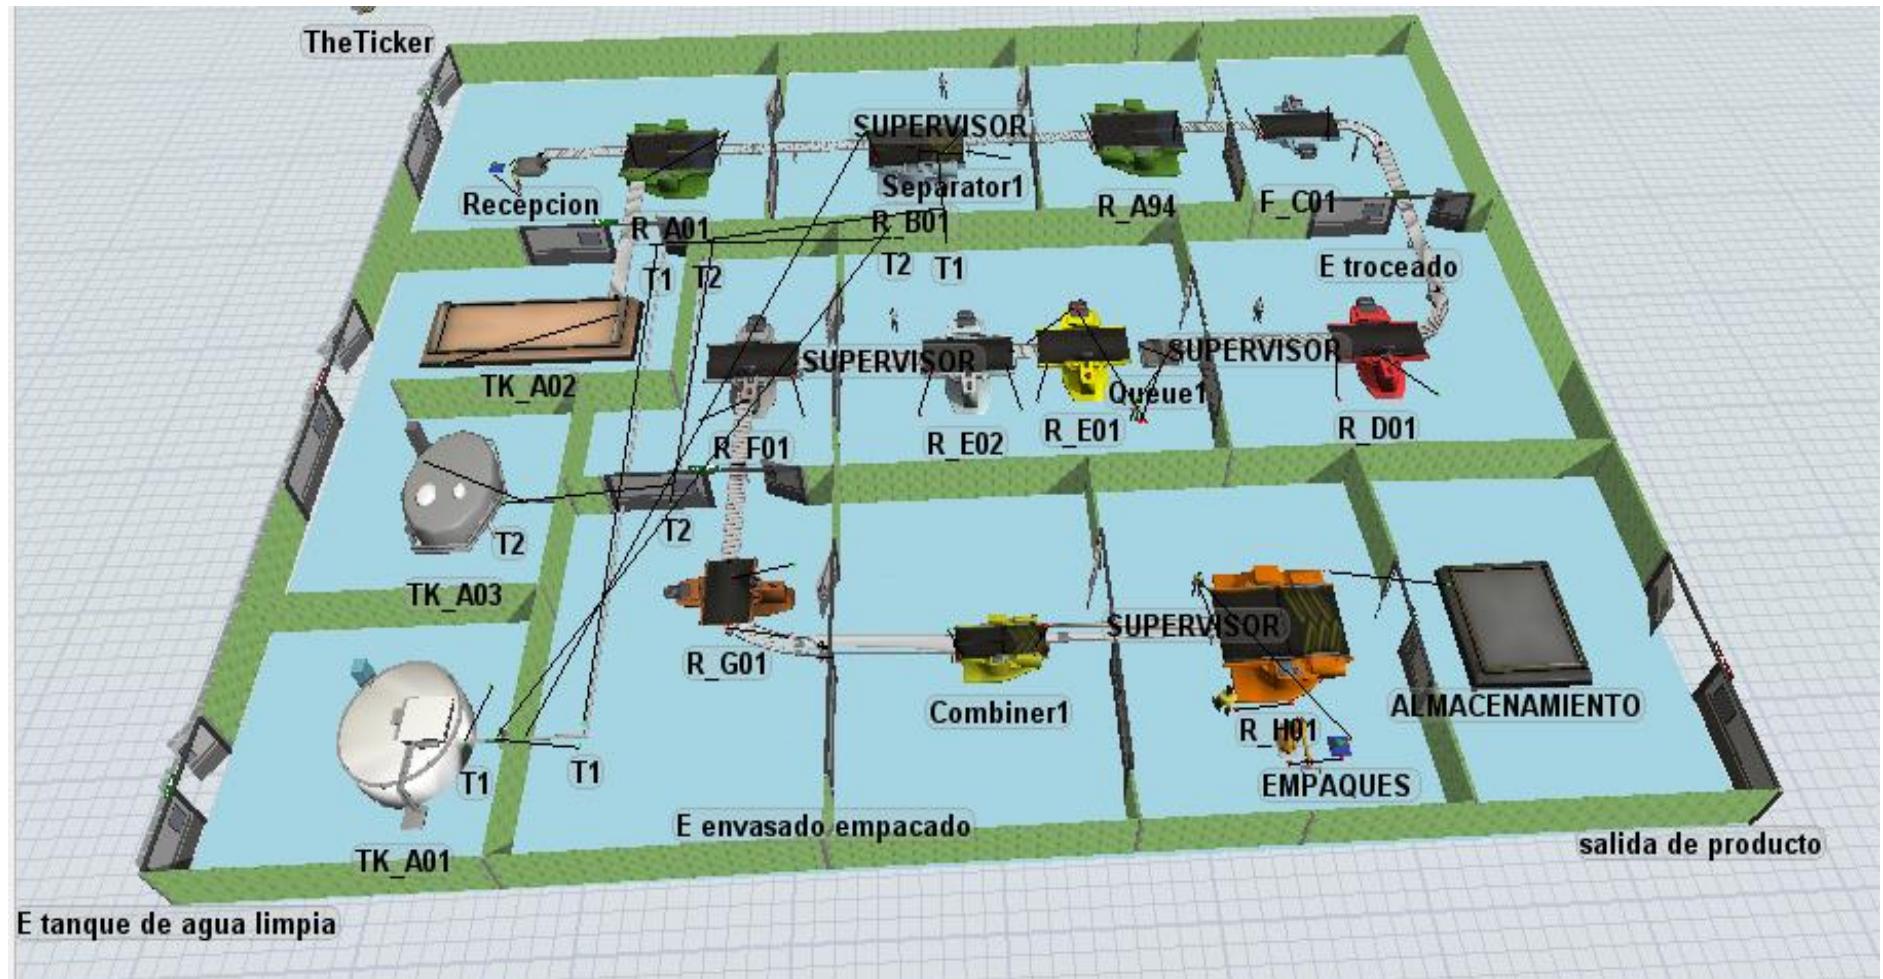 TheTicker
SUPERVISOR
Separator1
Recepcion
R_A01
R_B01
R_A94
F_C01
T1
T2
T2
T1
E troceado
TK_A02
SUPERVISOR
SUPERVISOR
Queue1
R_F01
R_E02
R_E01
R_D01
T2
T2
TK_A03
SUPERVISOR
R_G01
Combiner1
ALMACENAMIENTO
R_H01
T1
T1
EMPAQUES
E envasado empacado
TK_A01
salida de producto
E tanque de agua limpia